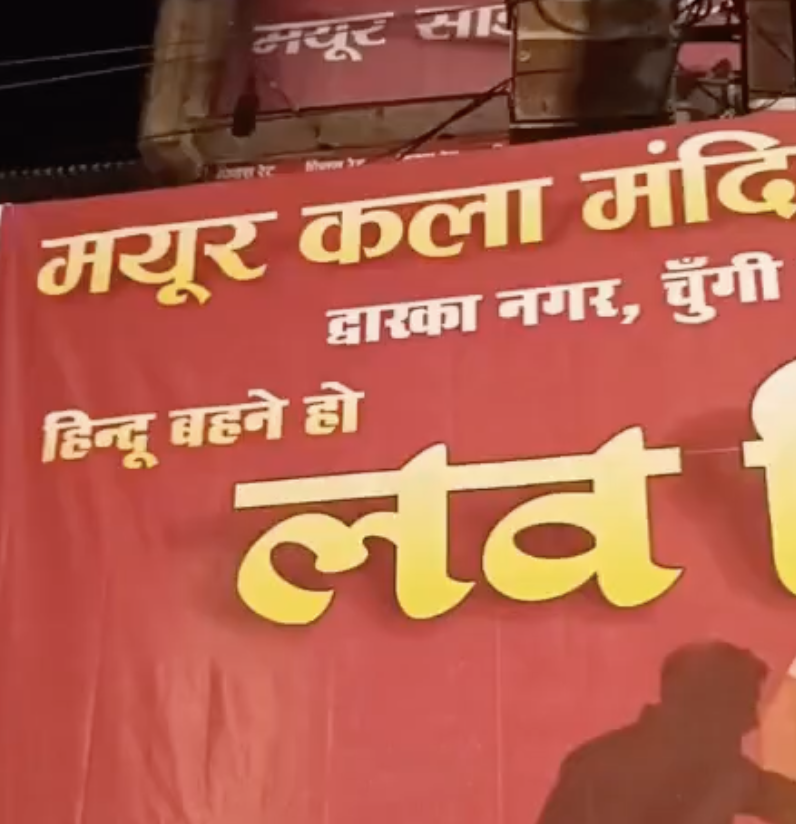 मयूर
मयूर कला
द्वारका नगर, चुँगी
हिन्दू बहने हो
लव